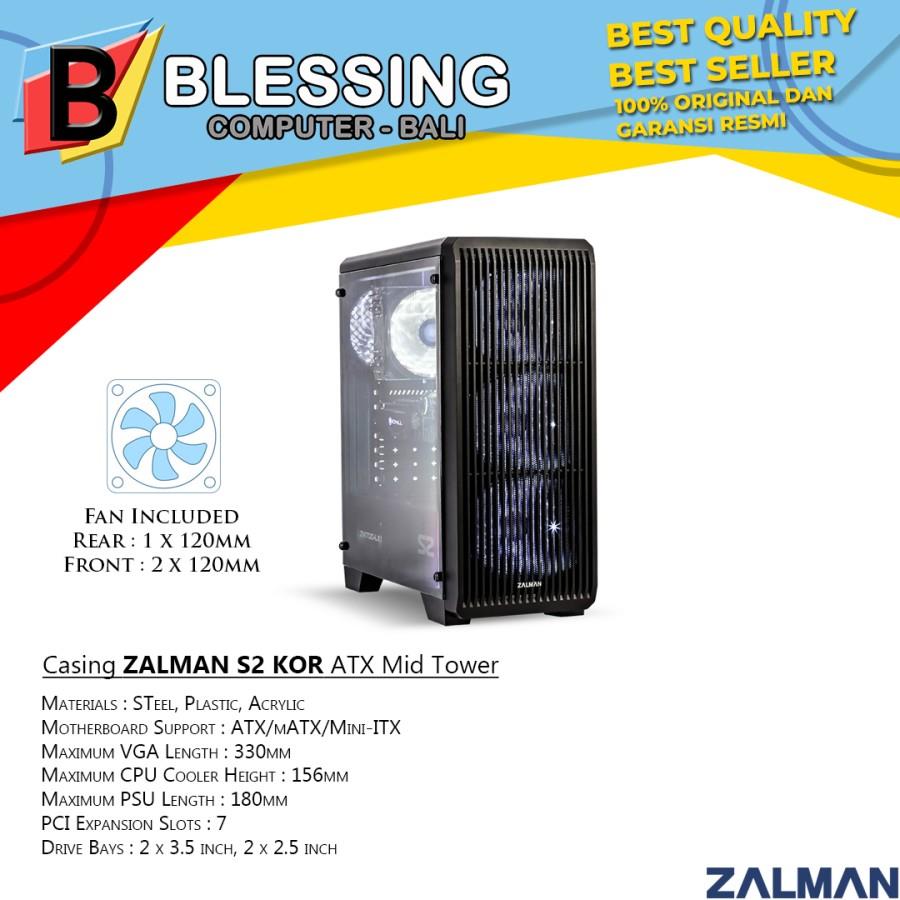 B
BLESSING
COMPUTER - BALI
BEST QUALITY
BEST SELLER
100% ORIGINAL DAN
GARANSI RESMI
FAN INCLUDED
REAR : 1 X 120MM
FRONT : 2 X 120MM
S2
ZALMAN
Casing ZALMAN S2 KOR ATX Mid Tower
MATERIALS : STEEL, PLASTIC, ACRYLIC
MOTHERBOARD SUPPORT : ATX/MATX/MINI-ITX
MAXIMUM VGA LENGTH : 330MM
MAXIMUM CPU COOLER HEIGHT : 156MM
MAXIMUM PSU LENGTH : 180MM
PCI EXPANSION SLOTS : 7
DRIVE BAYS : 2 X 3.5 INCH, 2 X 2.5 INCH
ZALMAN